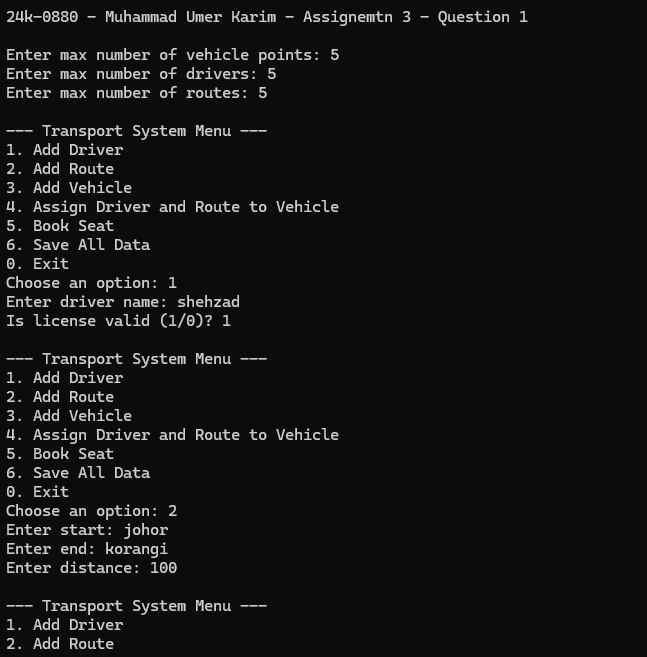 24k-0880 - Muhammad Umer Karim - Assignemtn 3 - Question 1
Enter max number of vehicle points: 5
Enter max number of drivers: 5
Enter max number of routes: 5
--- Transport System Menu ---
1. Add Driver
2. Add Route
3. Add Vehicle
4. Assign Driver and Route to Vehicle
5. Book Seat
6. Save All Data
0. Exit
Choose an option: 1
Enter driver name: shehzad
Is license valid (1/0)? 1
--- Transport System Menu ---
1. Add Driver
2. Add Route
3. Add Vehicle
4. Assign Driver and Route to Vehicle
5. Book Seat
6. Save All Data
0. Exit
Choose an option: 2
Enter start: johor
Enter end: korangi
Enter distance: 100
--- Transport System Menu ---
1. Add Driver
2. Add Route